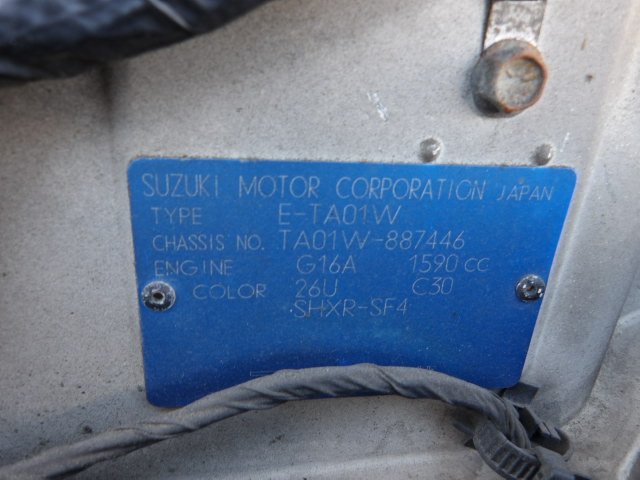 SUZUKI MOTOR CORPORATION JAPAN
TYPE E-TA01W
CHASSIS NO. TA01W-887446
ENGINE G16A 1590 cc
COLOR 26U C30
SHXR-SF4